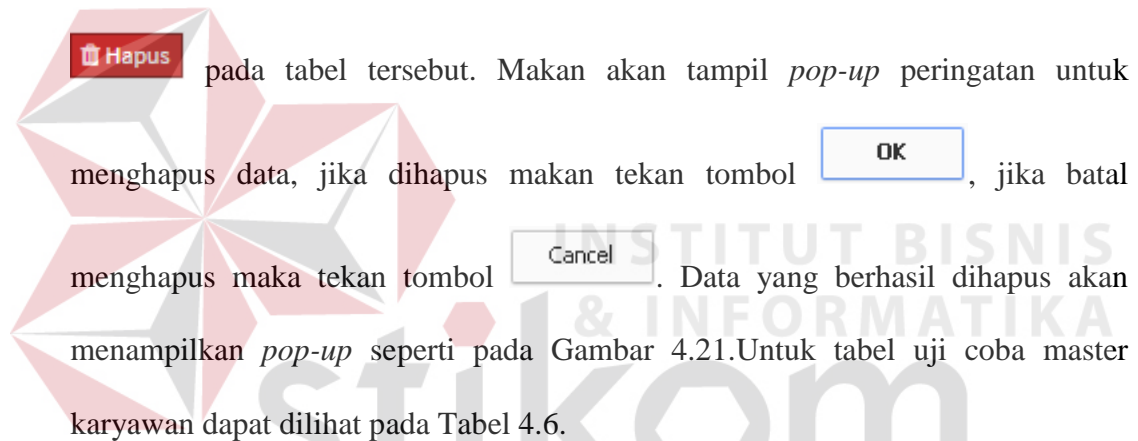 Hapus pada tabel tersebut. Makan akan tampil pop-up peringatan untuk
menghapus data, jika dihapus makan tekan tombol OK , jika batal
menghapus maka tekan tombol Cancel . Data yang berhasil dihapus akan
menampilkan pop-up seperti pada Gambar 4.21.Untuk tabel uji coba master
karyawan dapat dilihat pada Tabel 4.6.
INSTITUT BISNIS
& INFORMATIKA
stikom